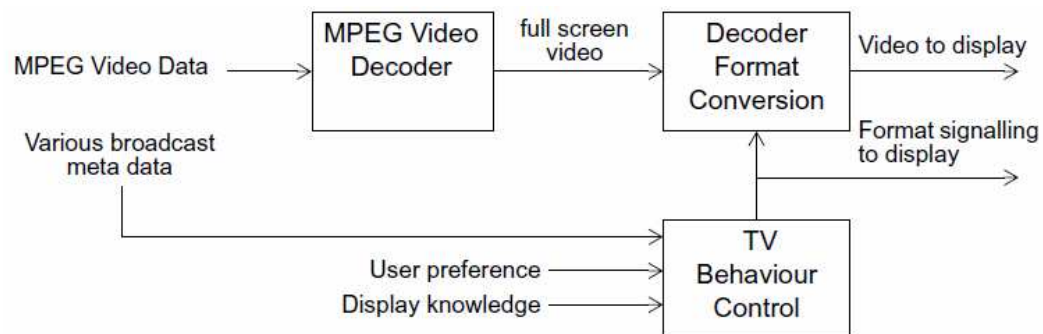 MPEG Video Data
MPEG Video
Decoder
full screen
video
Decoder
Format
Conversion
Video to display
Various broadcast
meta data
Format signalling
to display
User preference
Display knowledge
TV
Behaviour
Control